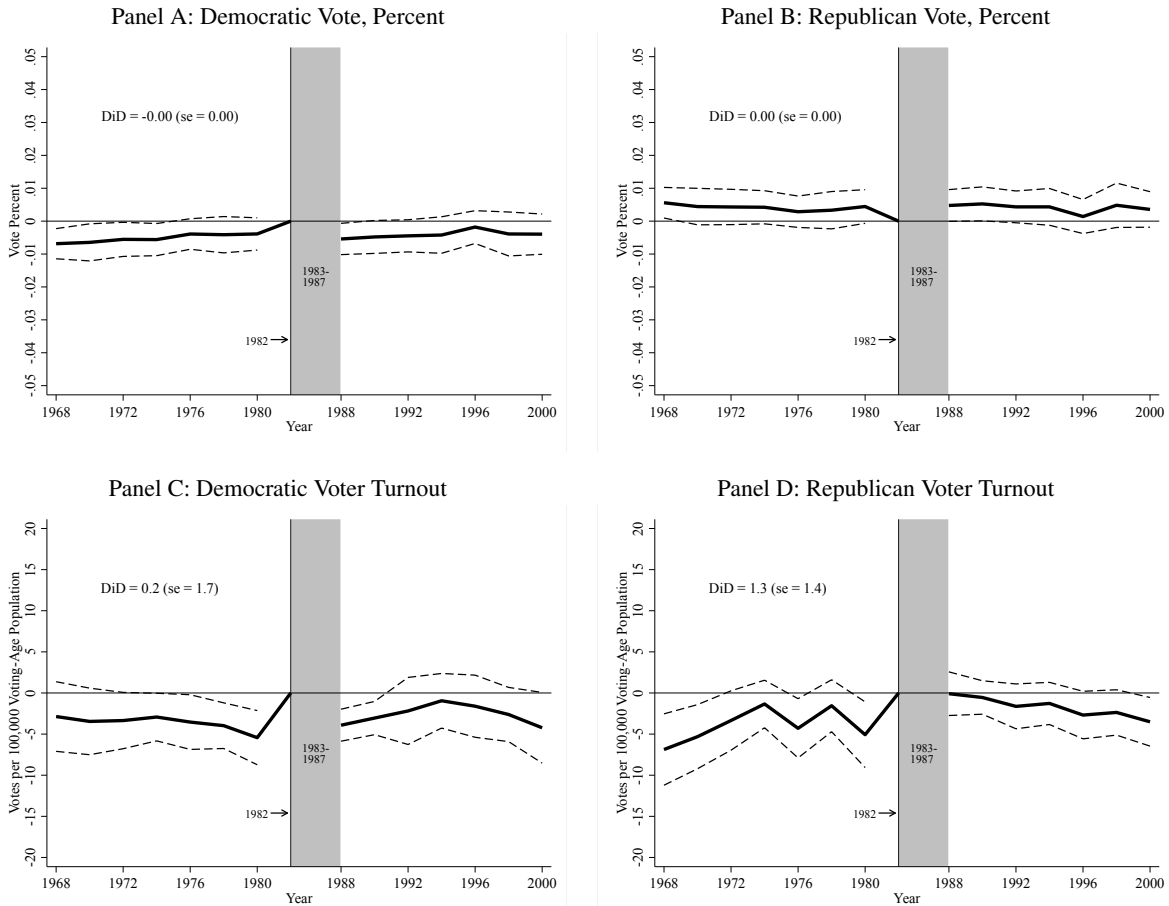 Panel A: Democratic Vote, Percent
Vote Percent
.05
.04
.03
.02
.01
0
-.01
-.02
-.03
-.04
-.05
DiD = -0.00 (se = 0.00)
1983-
1987
1982
1968 1972 1976 1980 1988 1992 1996 2000
Year
Panel B: Republican Vote, Percent
Vote Percent
.05
.04
.03
.02
.01
0
-.01
-.02
-.03
-.04
-.05
DiD = 0.00 (se = 0.00)
1983-
1987
1982
1968 1972 1976 1980 1988 1992 1996 2000
Year
Panel C: Democratic Voter Turnout
Votes per 100,000 Voting-Age Population
20
15
10
5
0
-5
-10
-15
-20
DiD = 0.2 (se = 1.7)
1983-
1987
1982
1968 1972 1976 1980 1988 1992 1996 2000
Year
Panel D: Republican Voter Turnout
Votes per 100,000 Voting-Age Population
20
15
10
5
0
-5
-10
-15
-20
DiD = 1.3 (se = 1.4)
1983-
1987
1982
1968 1972 1976 1980 1988 1992 1996 2000
Year